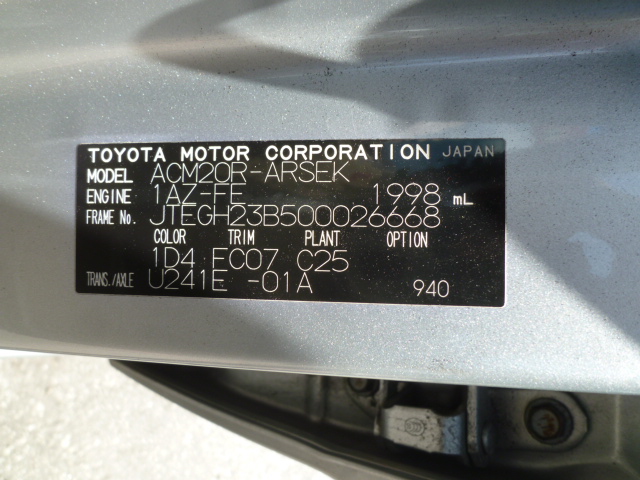 TOYOTA MOTOR CORPORATION JAPAN
MODEL ACM20R-ARSEK
ENGINE 1AZ-FE 1998 mL
FRAME No. JTEGH23B500026668
COLOR TRIM PLANT OPTION
1D4 FC07 C25
TRANS./AXLE U241E -01A 940